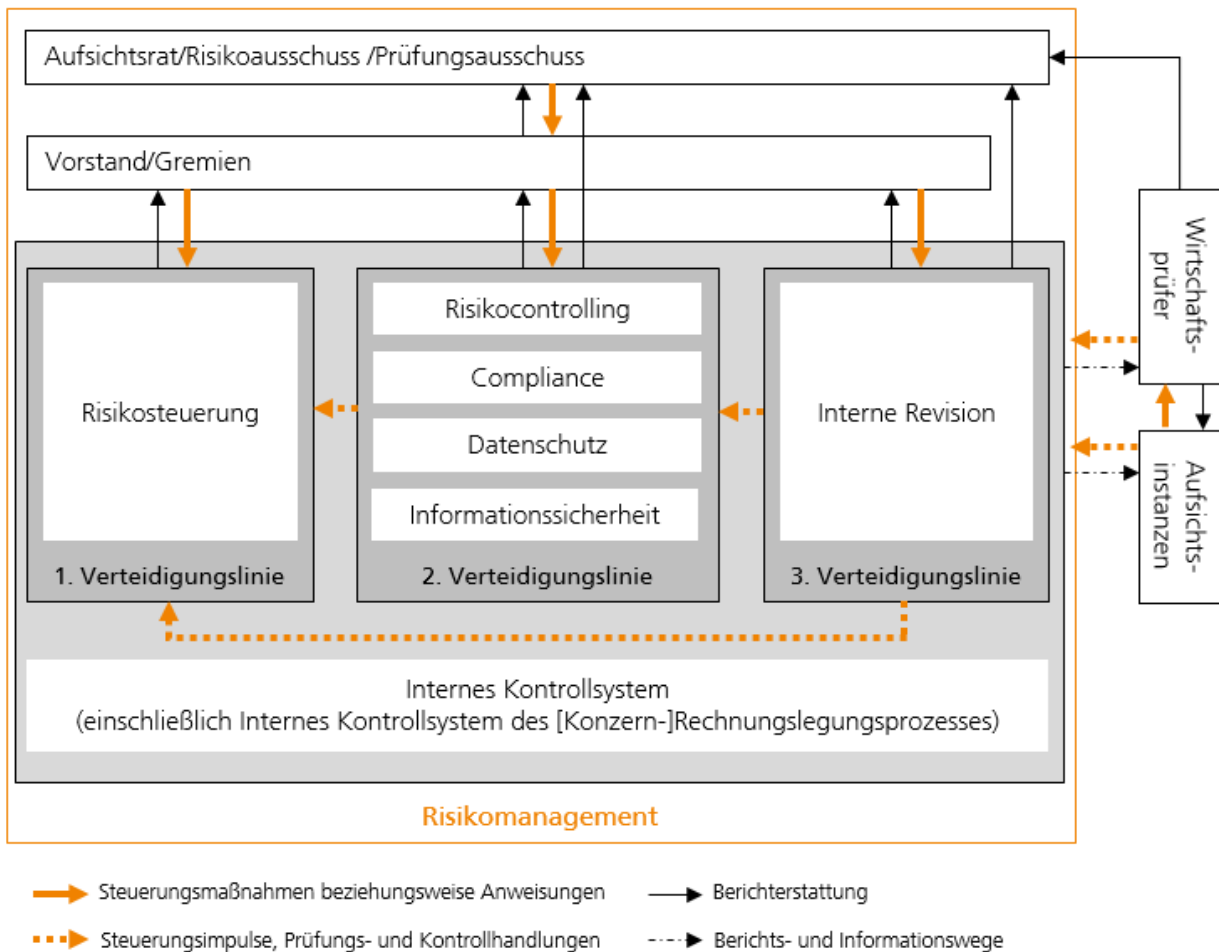 Aufsichtsrat/Risikoausschuss /Prüfungsausschuss
Vorstand/Gremien
Risikosteuerung
1. Verteidigungslinie
Risikocontrolling
Compliance
Datenschutz
Informationssicherheit
2. Verteidigungslinie
Interne Revision
3. Verteidigungslinie
Wirtschafts-
prüfer
Aufsichts-
instanzen
Internes Kontrollsystem
(einschließlich Internes Kontrollsystem des [Konzern-]Rechnungslegungsprozesses)
Risikomanagement
Steuerungsmaßnahmen beziehungsweise Anweisungen
Berichterstattung
Steuerungsimpulse, Prüfungs- und Kontrollhandlungen
Berichts- und Informationswege